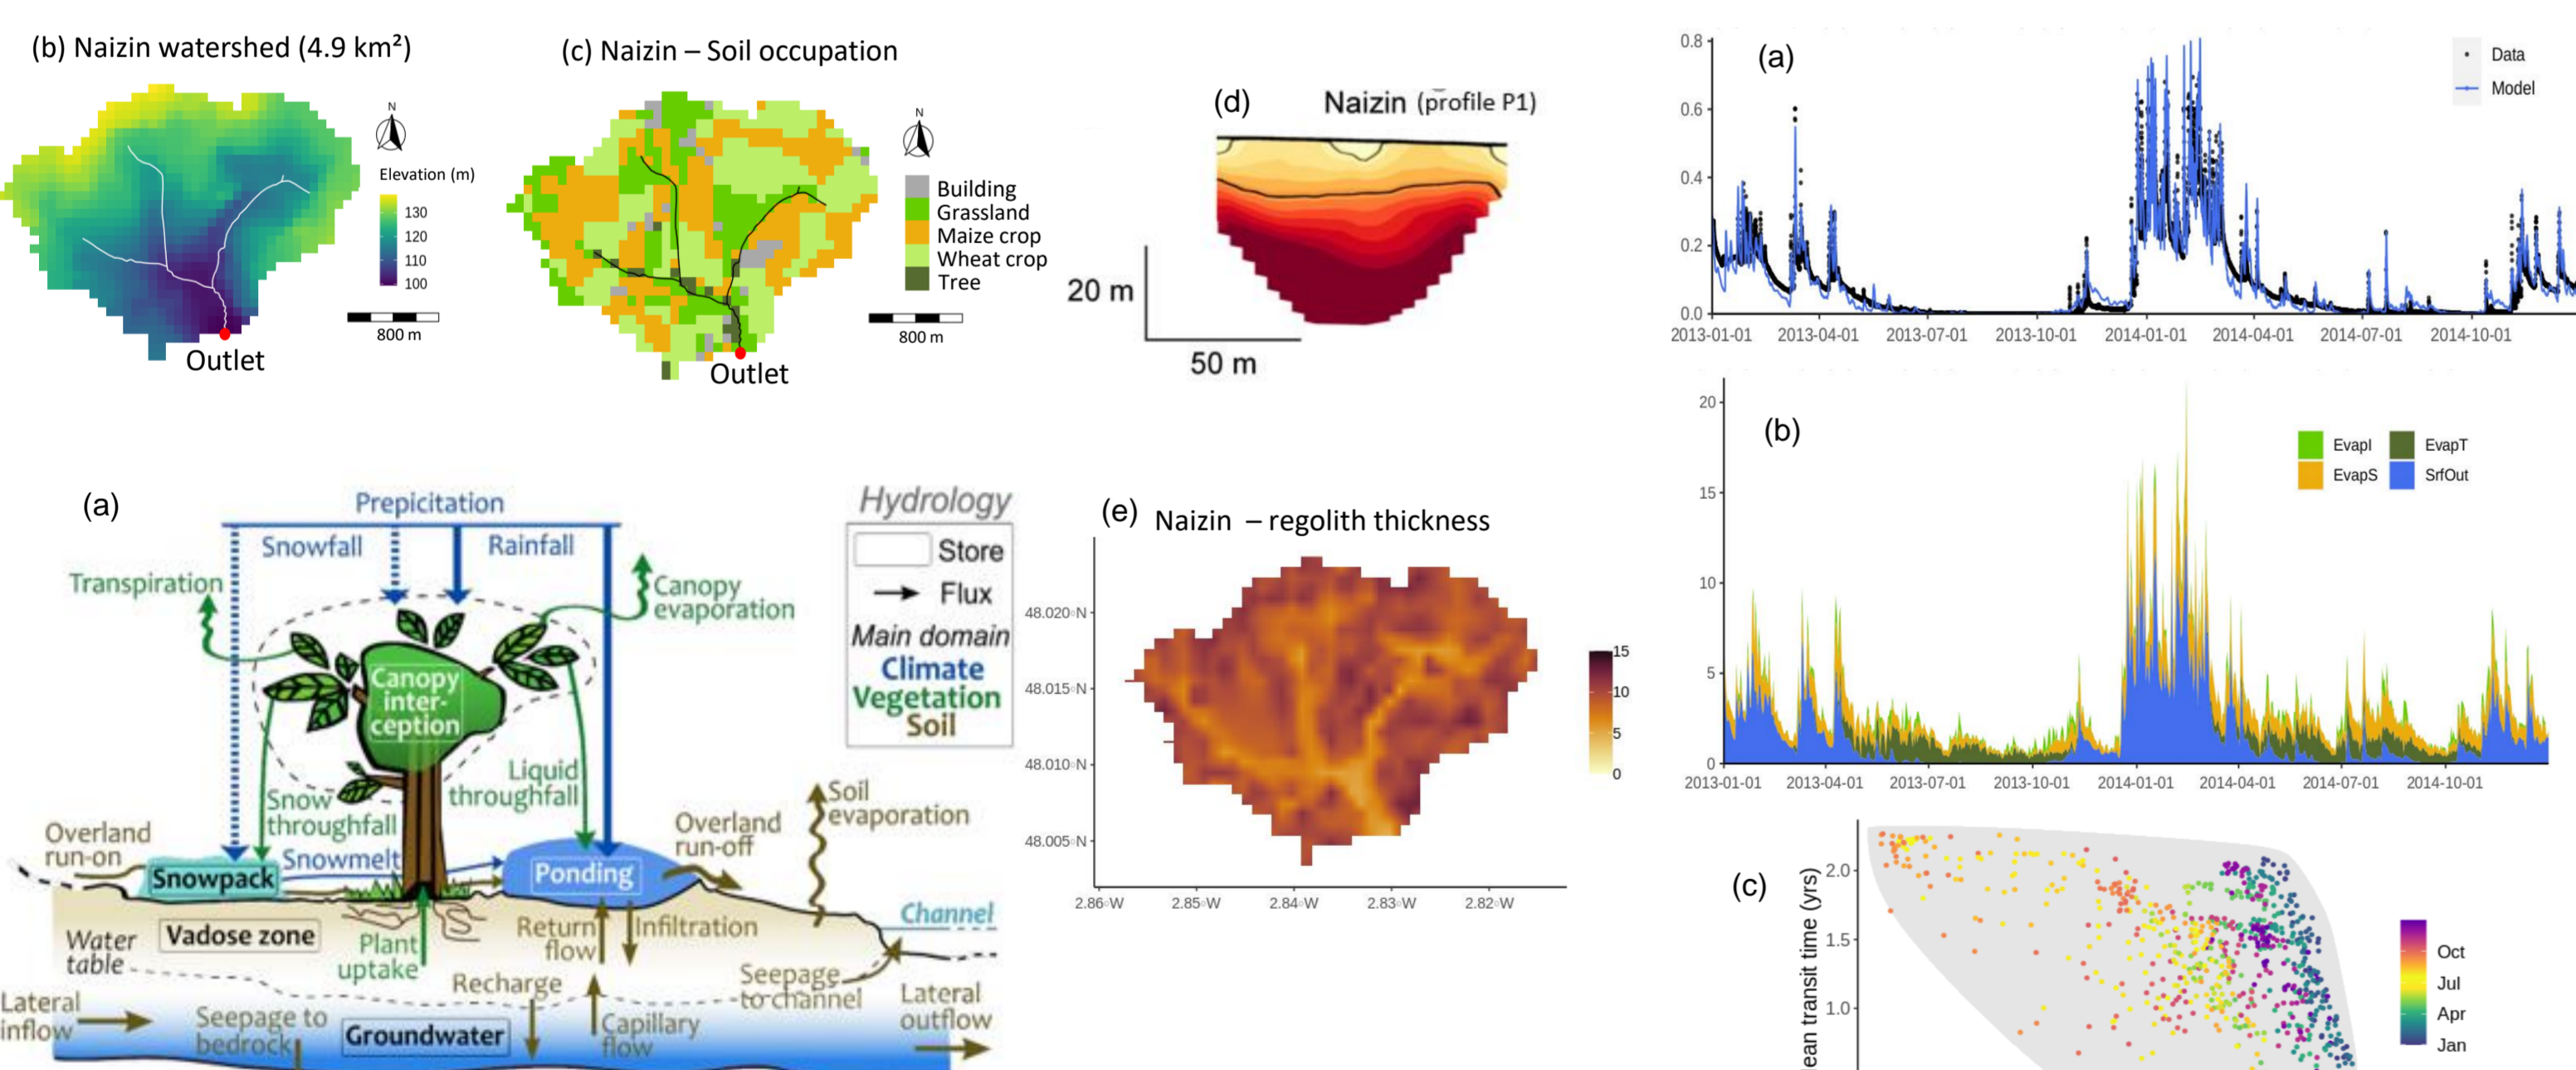 (b) Naizin watershed (4.9 km²)
N
Elevation (m)
130
120
110
100
800 m
Outlet
(c) Naizin – Soil occupation
N
Building
Grassland
Maize crop
Wheat crop
Tree
800 m
Outlet
(d) Naizin (profile P1)
20 m
50 m
(a)
Prepicitation
Snowfall
Rainfall
Transpiration
Canopy
evaporation
Canopy
inter-
ception
Liquid
throughfall
Snow
throughfall
Overland
run-on
Snowmelt
Snowpack
Ponding
Overland
run-off
Soil
evaporation
Channel
Vadose zone
Water
table
Plant
uptake
Return
flow
Infiltration
Recharge
Seepage
to channel
Lateral
inflow
Seepage to
bedrock
Groundwater
Capillary
flow
Lateral
outflow
Hydrology
Store
Flux
Main domain
Climate
Vegetation
Soil
(e) Naizin – regolith thickness
48.020°N
48.015°N
48.010°N
48.005°N
2.86°W 2.85°W 2.84°W 2.83°W 2.82°W
15
10
5
0
(a)
Data
Model
0.8
0.6
0.4
0.2
0.0
2013-01-01 2013-04-01 2013-07-01 2013-10-01 2014-01-01 2014-04-01 2014-07-01 2014-10-01
(b)
EvapI EvapT
EvapS SrfOut
20
15
10
5
0
2013-01-01 2013-04-01 2013-07-01 2013-10-01 2014-01-01 2014-04-01 2014-07-01 2014-10-01
(c)
ean transit time (yrs)
2.0
1.5
1.0
Oct
Jul
Apr
Jan